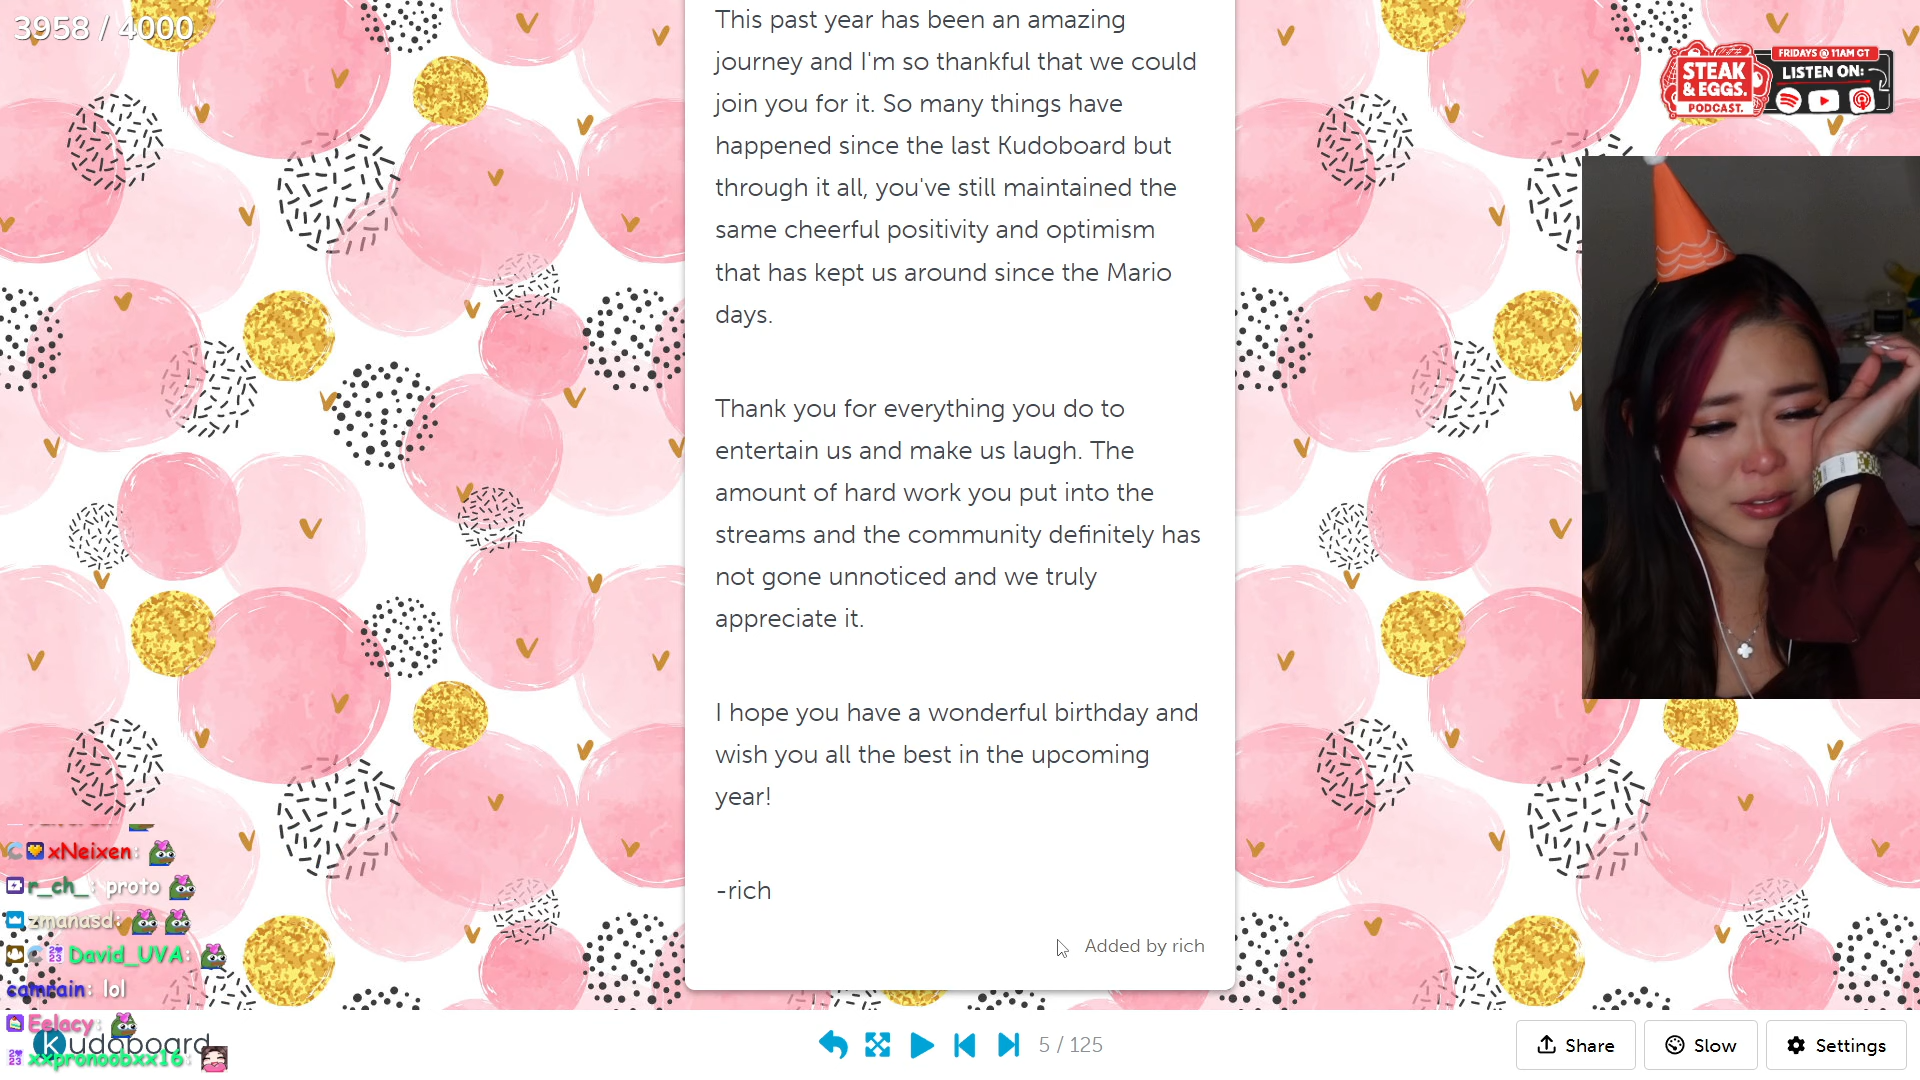 3958 / 4000
This past year has been an amazing
journey and I'm so thankful that we could
join you for it. So many things have
happened since the last Kudoboard but
through it all, you've still maintained the
same cheerful positivity and optimism
that has kept us around since the Mario
days.
Thank you for everything you do to
entertain us and make us laugh. The
amount of hard work you put into the
streams and the community definitely has
not gone unnoticed and we truly
appreciate it.
I hope you have a wonderful birthday and
wish you all the best in the upcoming
year!
-rich
Added by rich
FRIDAYS @ 11AM CT
STEAK
& EGGS.
PODCAST.
LISTEN ON:
xNeixen:
r_ch_: proto
zmanasd:
David_UVA:
camrain: lol
Eelacy:
xxpronoobxx16:
kudoboard
5 / 125
Share
Slow
Settings